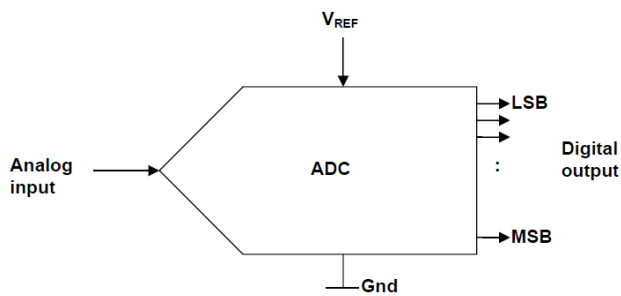 VREF
LSB
Analog
input
ADC
:
Digital
output
MSB
Gnd